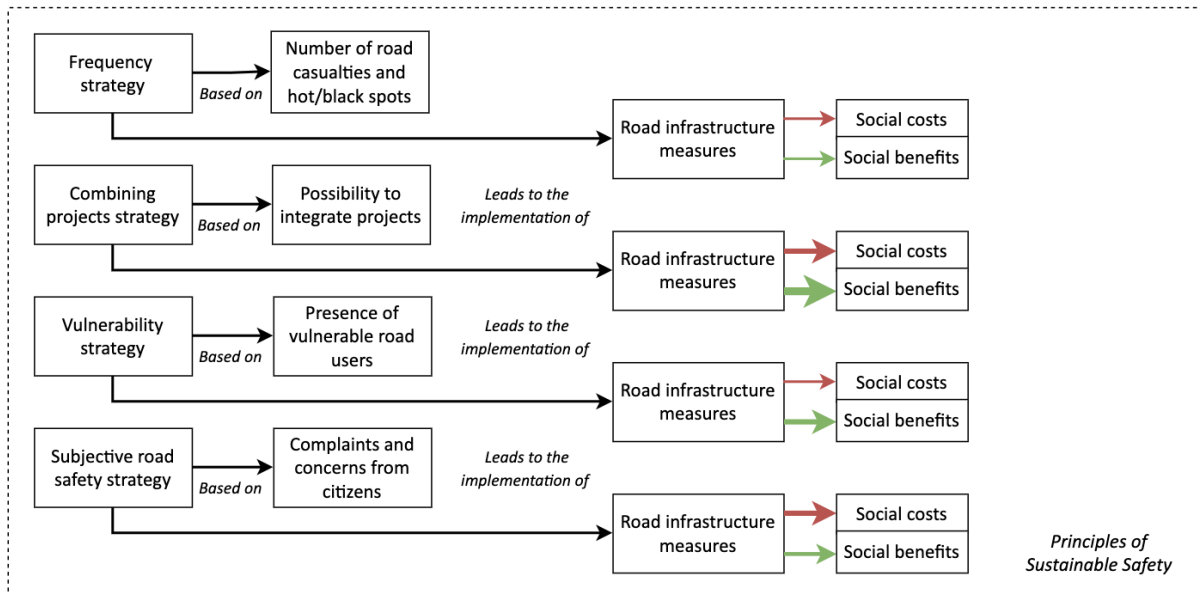 Frequency
strategy
Based on
Number of road
casualties and
hot/black spots
Road infrastructure
measures
Social costs
Social benefits
Combining
projects strategy
Based on
Possibility to
integrate projects
Leads to the
implementation of
Road infrastructure
measures
Social costs
Social benefits
Vulnerability
strategy
Based on
Presence of
vulnerable road
users
Leads to the
implementation of
Road infrastructure
measures
Social costs
Social benefits
Subjective road
safety strategy
Based on
Complaints and
concerns from
citizens
Leads to the
implementation of
Road infrastructure
measures
Social costs
Social benefits
Principles of
Sustainable Safety